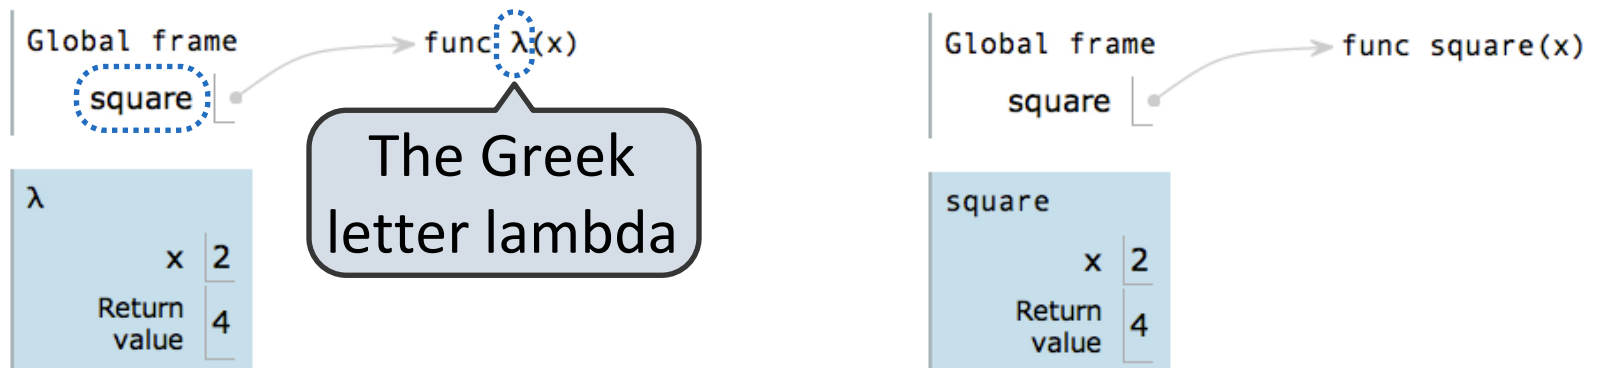 Global frame
func λ(x)
square
The Greek
letter lambda
λ
x 2
Return
value 4
Global frame
func square(x)
square
square
x 2
Return
value 4